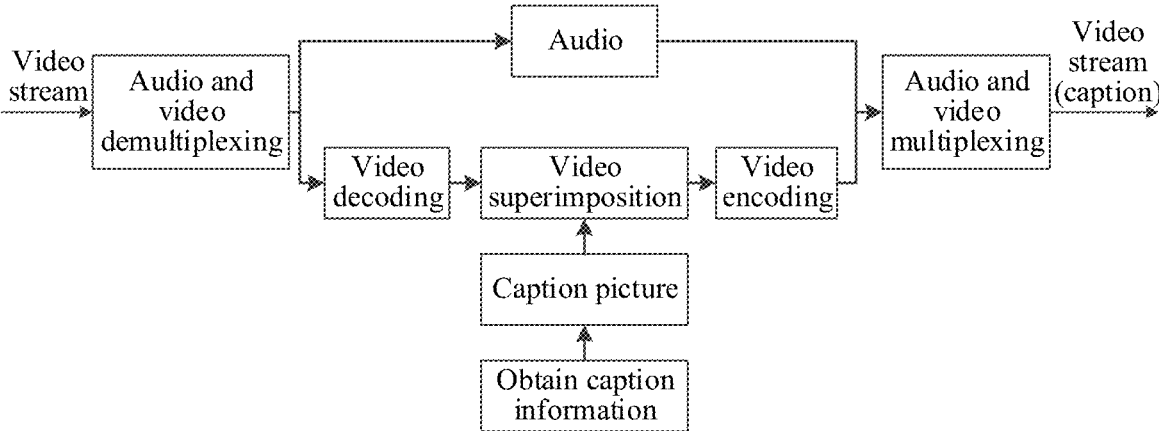 Video
stream
Audio and
video
demultiplexing
Audio
Video
decoding
Video
superimposition
Video
encoding
Caption picture
Obtain caption
information
Audio and
video
multiplexing
Video
stream
(caption)